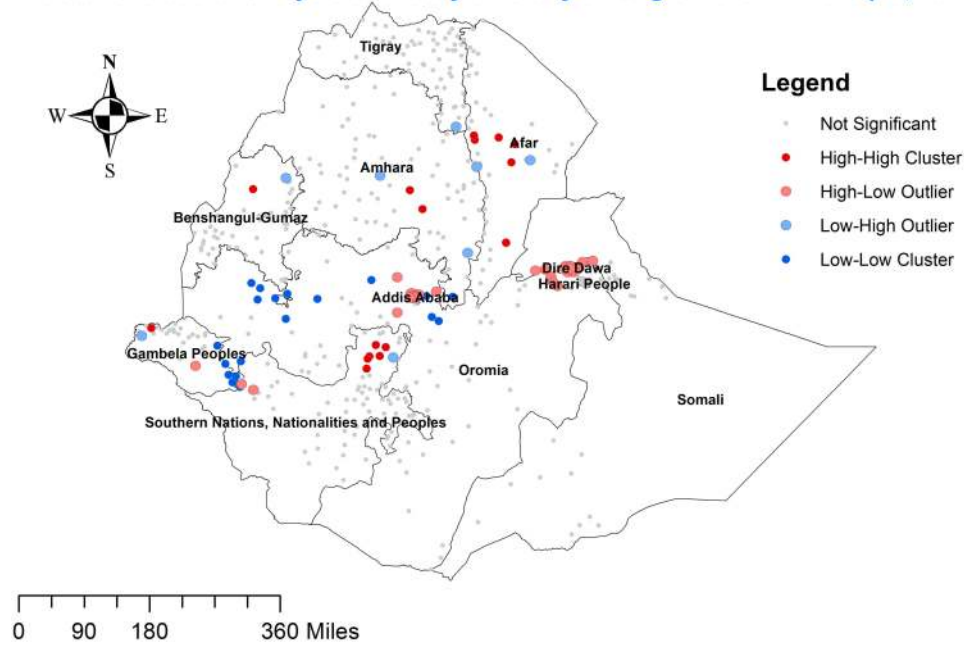 N
W E
S
Tigray
Afar
Amhara
Benshangul-Gumaz
Dire Dawa
Harari People
Addis Ababa
Gambela Peoples
Oromia
Somali
Southern Nations, Nationalities and Peoples
Legend
Not Significant
High-High Cluster
High-Low Outlier
Low-High Outlier
Low-Low Cluster
0 90 180 360 Miles